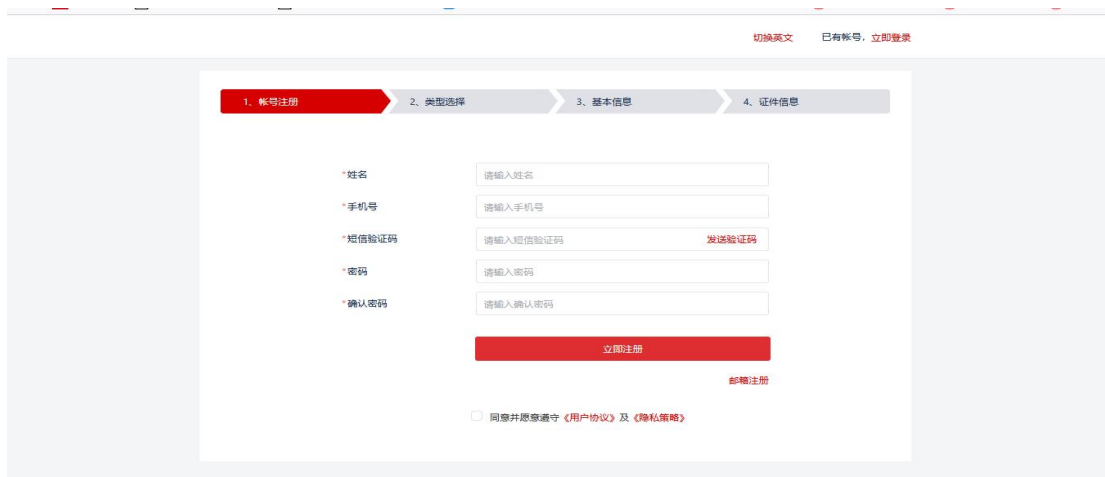 切换英文 已有帐号，立即登录
1、帐号注册 2、类型选择 3、基本信息 4、证件信息
*姓名 请输入姓名
*手机号 请输入手机号
*短信验证码 请输入短信验证码 发送验证码
*密码 请输入密码
*确认密码 请输入确认密码
立即注册
邮箱注册
同意并愿意遵守《用户协议》及《隐私策略》